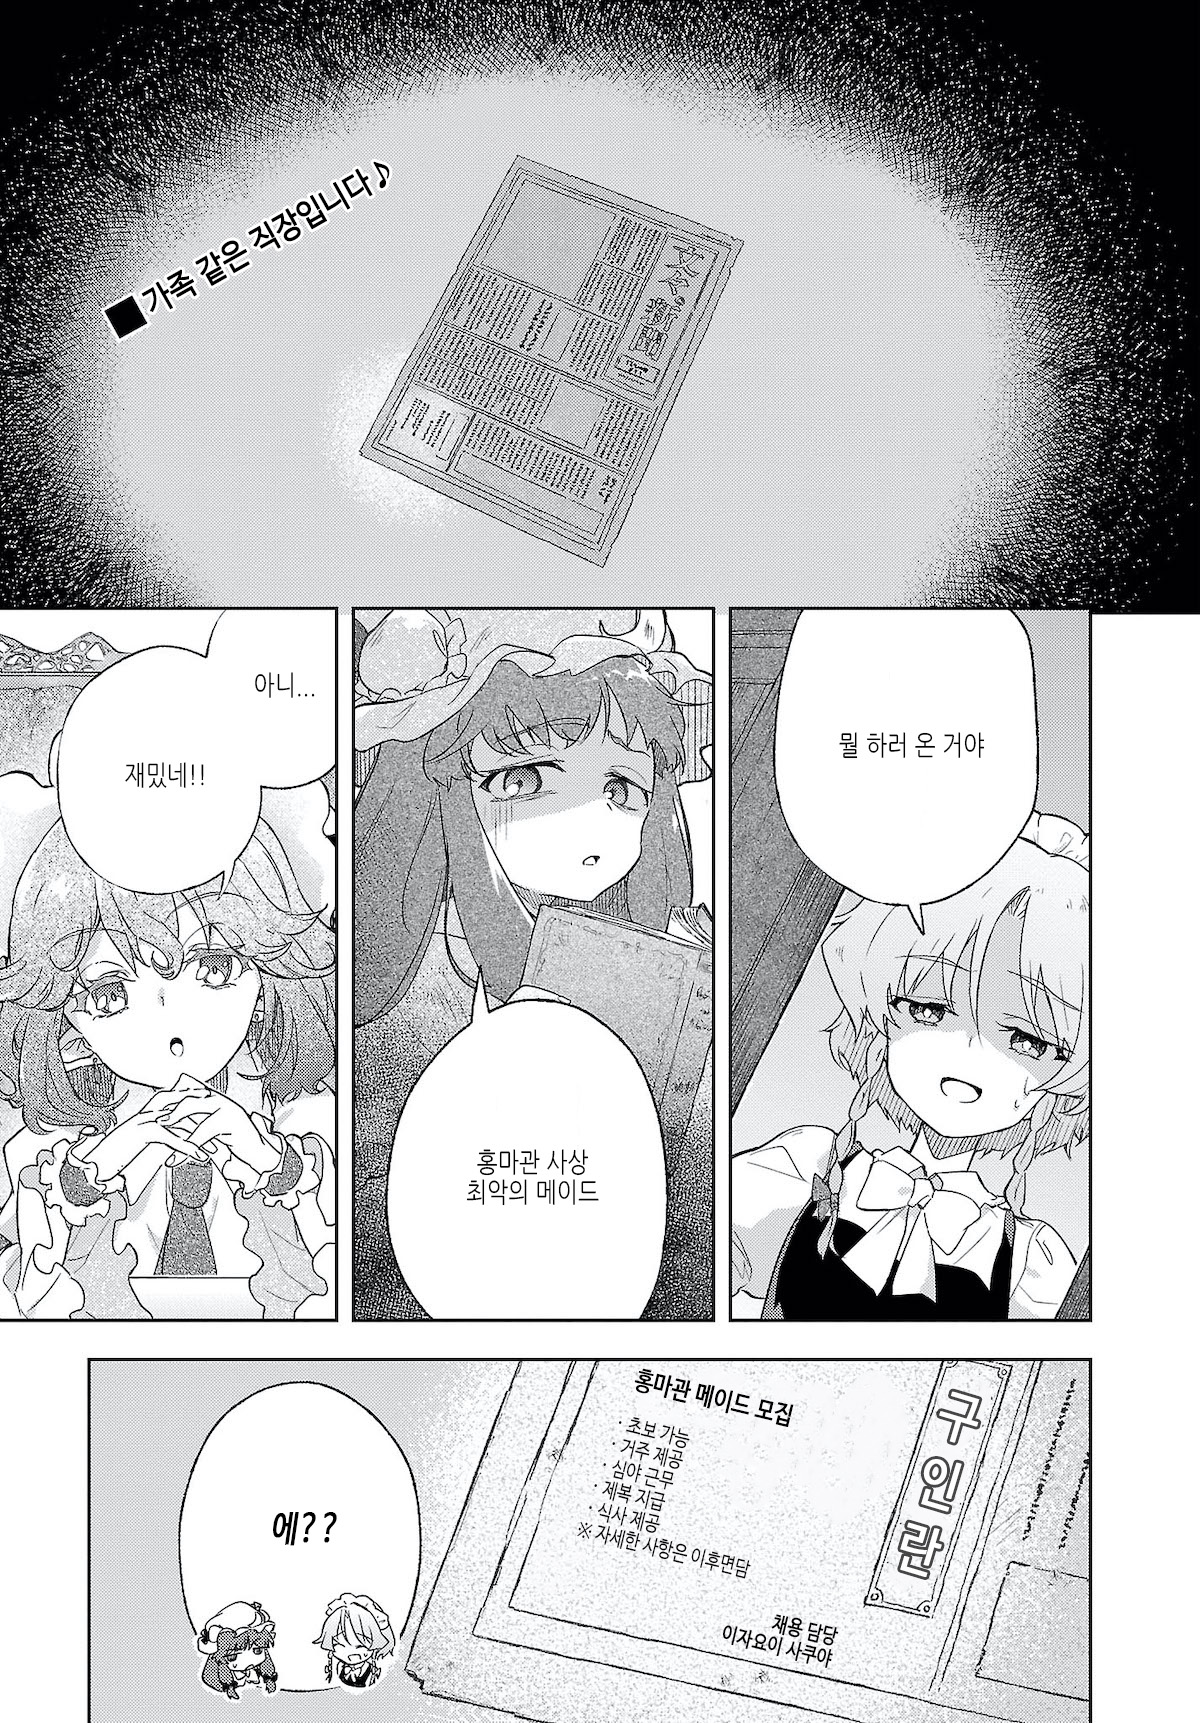 ■ 가족 같은 직장입니다♪
文々。新聞
뭘 하러 온 거야
홍마관 사상
최악의 메이드
아니...
재밌네!!
구인란
홍마관 메이드 모집
· 초보 가능
· 거주 제공
· 심야 근무
· 제복 지급
· 식사 제공
※ 자세한 사항은 이후면담
채용 담당
이자요이 사쿠야
에??